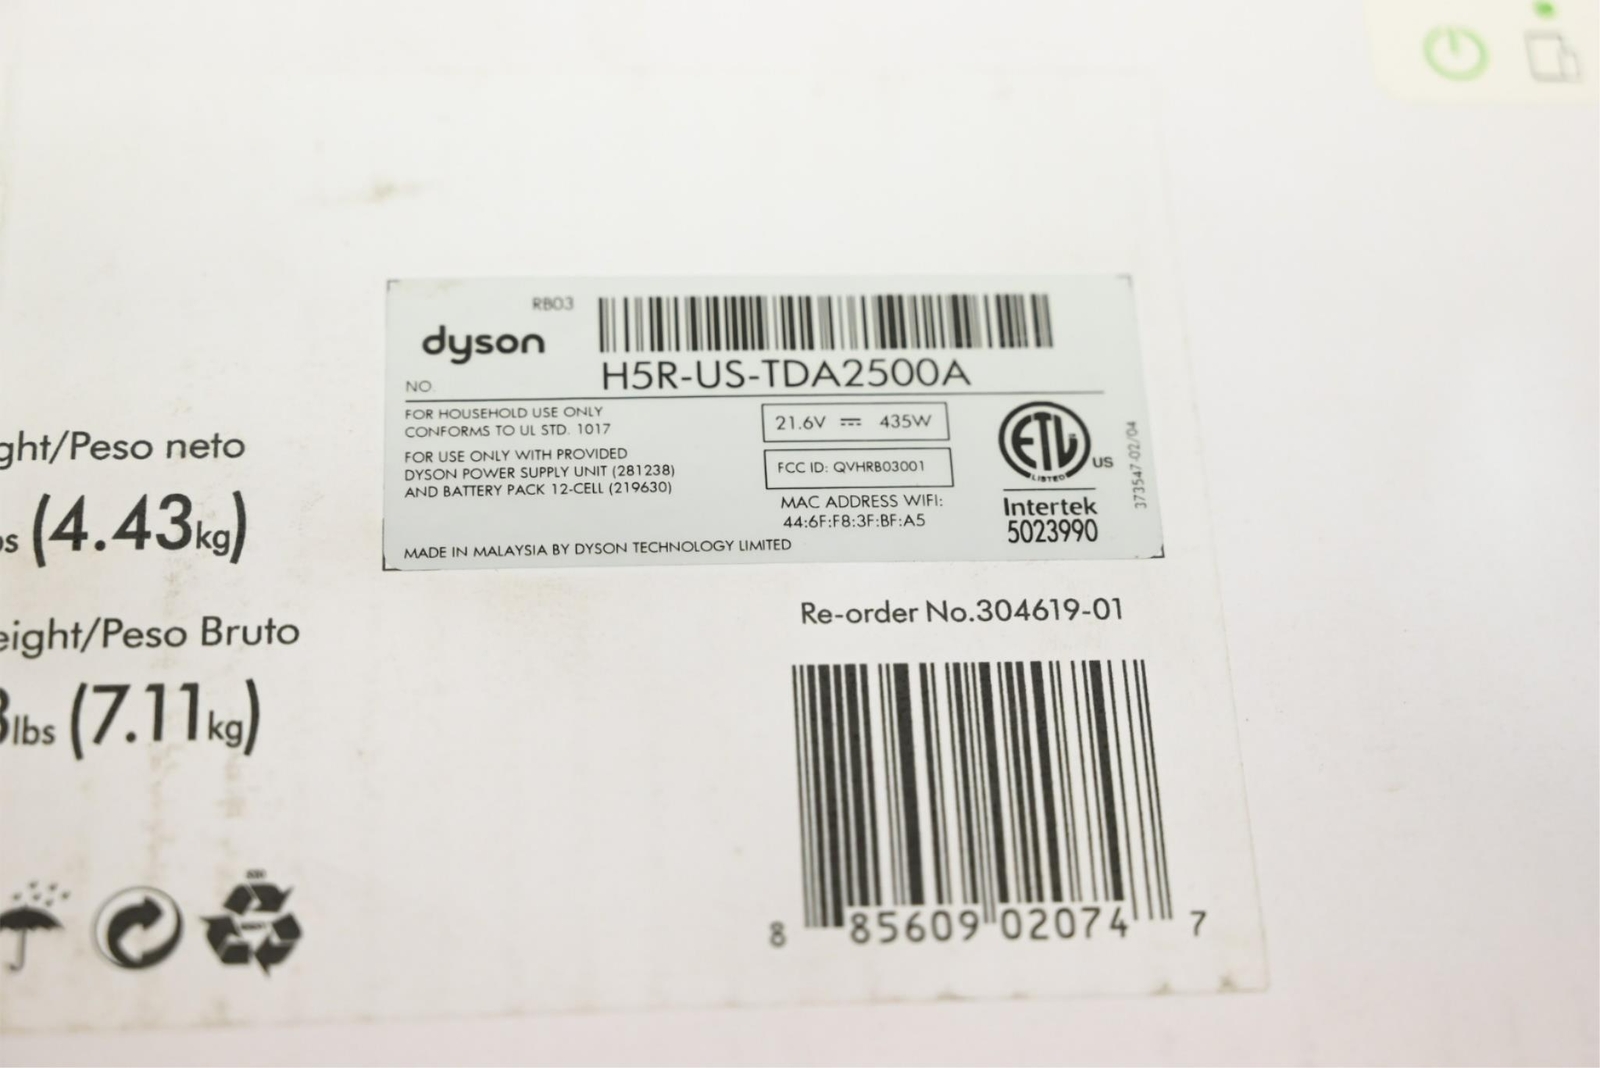 RB03
dyson
NO. H5R-US-TDA2500A
FOR HOUSEHOLD USE ONLY
CONFORMS TO UL STD. 1017
FOR USE ONLY WITH PROVIDED
DYSON POWER SUPPLY UNIT (281238)
AND BATTERY PACK 12-CELL (219630)
MADE IN MALAYSIA BY DYSON TECHNOLOGY LIMITED
21.6V ⎓ 435W
FCC ID: QVHRB03001
MAC ADDRESS WIFI:
44:6F:F8:3F:BF:A5
ETL
LISTED
US
Intertek
5023990
373547-02/04
ght/Peso neto
s (4.43kg)
eight/Peso Bruto
8lbs (7.11kg)
Re-order No.304619-01
8 85609 02074 7